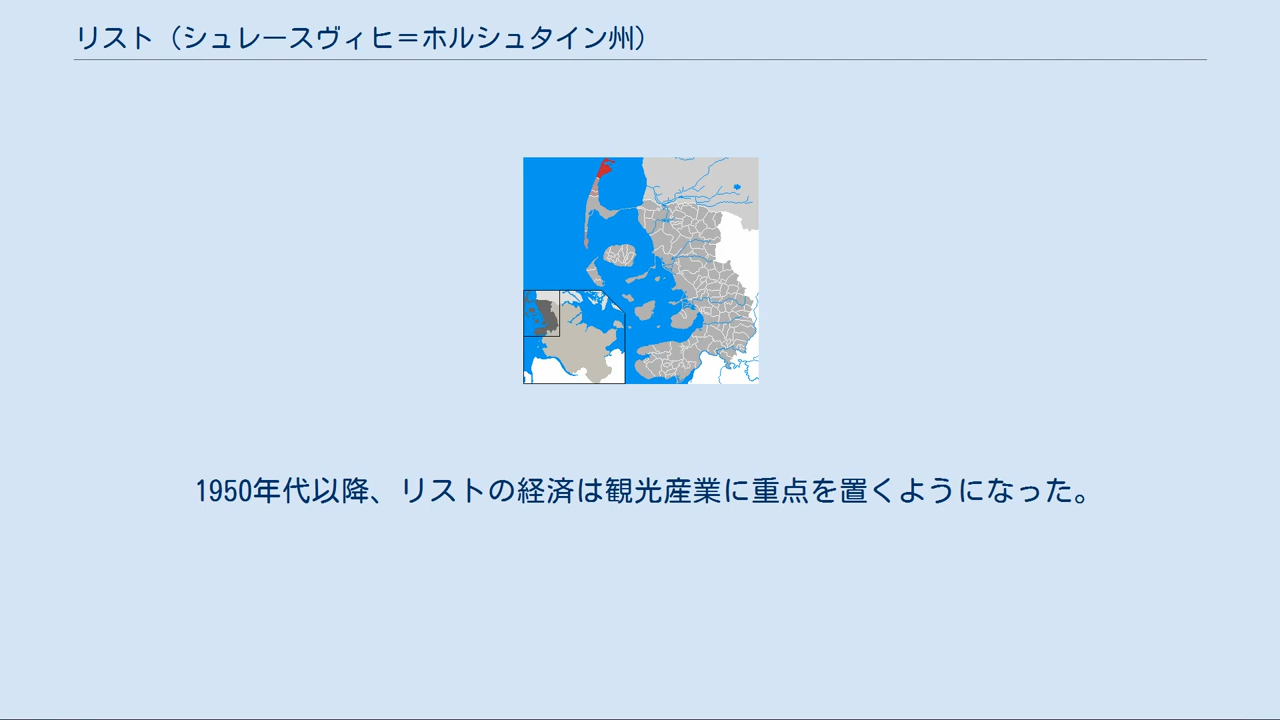 リスト（シュレースヴィヒ＝ホルシュタイン州）
1950年代以降、リストの経済は観光産業に重点を置くようになった。